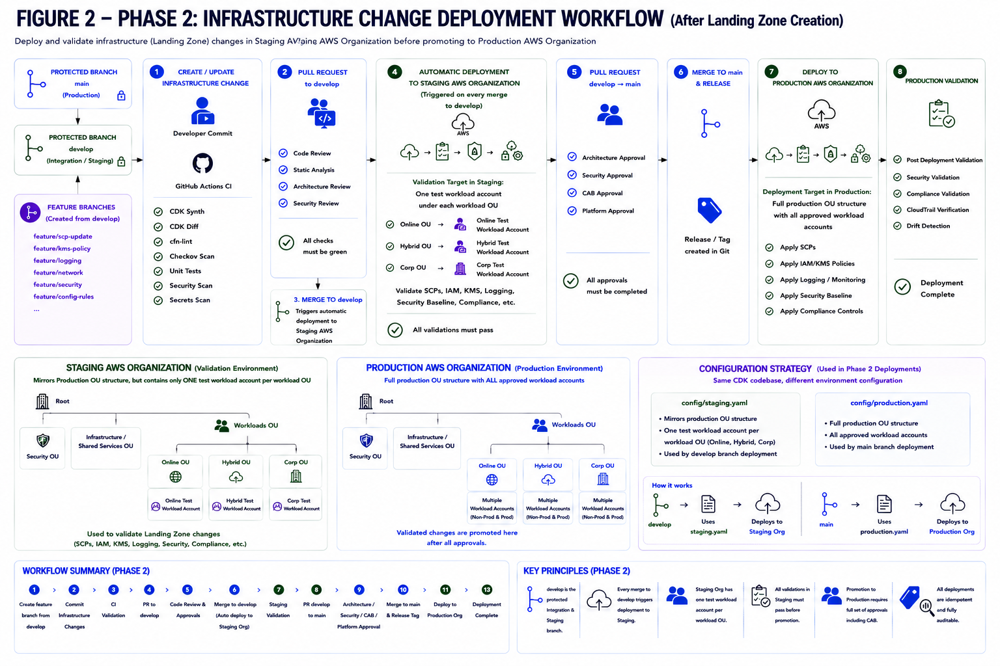 FIGURE 2 – PHASE 2: INFRASTRUCTURE CHANGE DEPLOYMENT WORKFLOW (After Landing Zone Creation)
Deploy and validate infrastructure (Landing Zone) changes in Staging AWS Organization before promoting to Production AWS Organization
PROTECTED BRANCH
main
(Production)
PROTECTED BRANCH
develop
(Integration / Staging)
FEATURE BRANCHES
(Created from develop)
feature/scp-update
feature/kms-policy
feature/logging
feature/network
feature/security
feature/config-rules
...
1 CREATE / UPDATE
INFRASTRUCTURE CHANGE
Developer Commit
GitHub Actions CI
CDK Synth
CDK Diff
cfn-lint
Checkov Scan
Unit Tests
Security Scan
Secrets Scan
2 PULL REQUEST
to develop
Code Review
Static Analysis
Architecture Review
Security Review
All checks
must be green
3. MERGE TO develop
Triggers automatic
deployment to
Staging AWS
Organization
4 AUTOMATIC DEPLOYMENT
TO STAGING AWS ORGANIZATION
(Triggered on every merge
to develop)
AWS
Validation Target in Staging:
One test workload account
under each workload OU
Online OU → Online Test
Workload Account
Hybrid OU → Hybrid Test
Workload Account
Corp OU → Corp Test
Workload Account
Validate SCPs, IAM, KMS, Logging,
Security Baseline, Compliance, etc.
All validations must pass
5 PULL REQUEST
develop → main
Architecture Approval
Security Approval
CAB Approval
Platform Approval
All approvals
must be completed
6 MERGE TO main
& RELEASE
Release / Tag
created in Git
7 DEPLOY TO
PRODUCTION AWS ORGANIZATION
AWS
Deployment Target in Production:
Full production OU structure
with all approved workload
accounts
Apply SCPs
Apply IAM/KMS Policies
Apply Logging / Monitoring
Apply Security Baseline
Apply Compliance Controls
8 PRODUCTION VALIDATION
Post Deployment Validation
Security Validation
Compliance Validation
CloudTrail Verification
Drift Detection
Deployment
Complete
STAGING AWS ORGANIZATION (Validation Environment)
Mirrors Production OU structure, but contains only ONE test workload account per workload OU
Root
Workloads OU
Security OU
Infrastructure /
Shared Services OU
Online OU
Hybrid OU
Corp OU
Online Test
Workload Account
Hybrid Test
Workload Account
Corp Test
Workload Account
Used to validate Landing Zone changes
(SCPs, IAM, KMS, Logging, Security, Compliance, etc.)
PRODUCTION AWS ORGANIZATION (Production Environment)
Full production OU structure with ALL approved workload accounts
Root
Workloads OU
Security OU
Infrastructure /
Shared Services OU
Online OU
Hybrid OU
Corp OU
Multiple
Workload Accounts
(Non-Prod & Prod)
Multiple
Workload Accounts
(Won-Prod & Prod)
Multiple
Workload Accounts
(Non-Prod & Prod)
Validated changes are promoted here
after all approvals.
CONFIGURATION STRATEGY (Used in Phase 2 Deployments)
Same CDK codebase, different environment configuration
config/staging.yaml
• Mirrors production OU structure
• One test workload account per
workload OU (Online, Hybrid, Corp)
• Used by develop branch deployment
config/production.yaml
• Full production OU structure
• All approved workload accounts
• Used by main branch deployment
How it works
develop
Uses
staging.yaml
Deploys to
Staging Org
main
Uses
production.yaml
Deploys to
Production Org
WORKFLOW SUMMARY (PHASE 2)
1 > 2 > 3 > 4 > 5 > 6 > 7 > 8 > 9 > 10 > 11 > 13
Create feature
branch from
develop
Commit
Infrastructure
Changes
CI
Validation
PR to
develop
Code Review &
Approvals
Merge to develop
(Auto deploy to
Staging Org)
Staging
Validation
PR develop
to main
Architecture /
Security / CAB /
Platform Approval
Merge to main
& Release Tag
Deploy to
Production Org
Deployment
Complete
KEY PRINCIPLES (PHASE 2)
develop is the
protected
Integration &
Staging
branch.
Every merge to
develop triggers
deployment to
Staging.
Staging Org has
one test workload
account per
workload OU.
All validations in
Staging must
pass before
promotion.
Promotion to
Production requires
full set of approvals
including CAB.
All deployments
are idempotent
and fully
auditable.